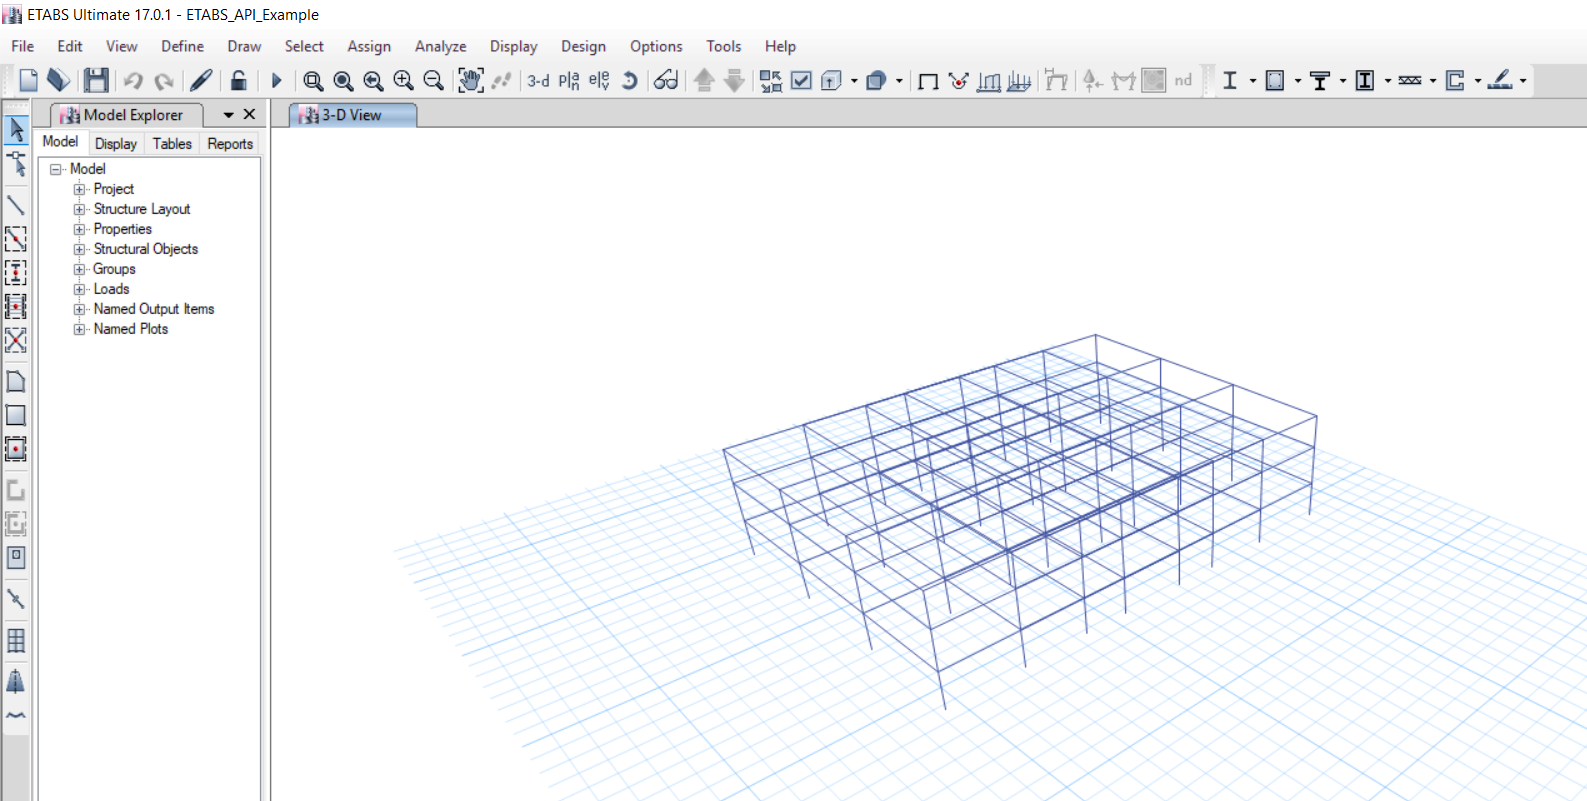 ETABS Ultimate 17.0.1 - ETABS_API_Example
File Edit View Define Draw Select Assign Analyze Display Design Options Tools Help
3-d pla ele nd
Model Explorer
3-D View
Model Display Tables Reports
Model
Project
Structure Layout
Properties
Structural Objects
Groups
Loads
Named Output Items
Named Plots